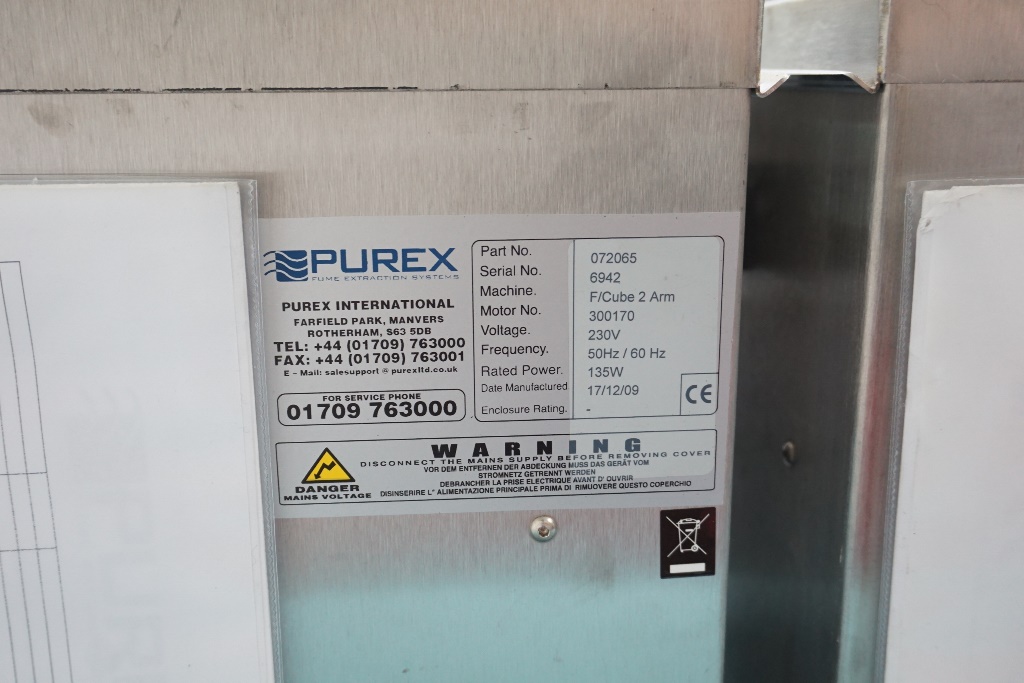 PUREX
FUME EXTRACTION SYSTEMS
PUREX INTERNATIONAL
FARFIELD PARK, MANVERS
ROTHERHAM, S63 5DB
TEL: +44 (01709) 763000
FAX: +44 (01709) 763001
E - Mail: salesupport @ purexltd.co.uk
FOR SERVICE PHONE
01709 763000
Part No. 072065
Serial No. 6942
Machine. F/Cube 2 Arm
Motor No. 300170
Voltage. 230V
Frequency. 50Hz / 60 Hz
Rated Power. 135W
Date Manufactured 17/12/09
Enclosure Rating. -
CE
DANGER
MAINS VOLTAGE
WARNING
DISCONNECT THE MAINS SUPPLY BEFORE REMOVING COVER
VOR DEM ENTFERNEN DER ABDECKUNG MUSS DAS GERÄT VOM
STROMNETZ GETRENNT WERDEN
DEBRANCHER LA PRISE ELECTRIQUE AVANT D' OUVRIR
DISINSERIRE L' ALIMENTAZIONE PRINCIPALE PRIMA DI RIMUOVERE QUESTO COPERCHIO